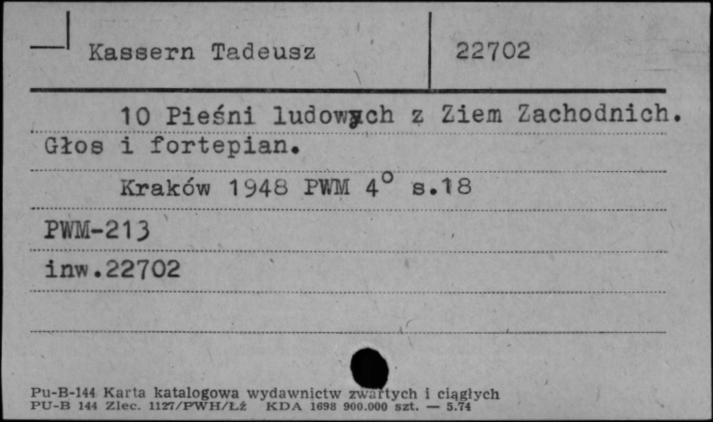 Kassern Tadeusz 22702
10 Pieśni ludowych z Ziem Zachodnich.
Głos i fortepian.
Kraków 1948 PWM 4° s.18
PWM-213
inw.22702
Pu-B-144 Karta katalogowa wydawnictw zwartych i ciągłych
PU-B 144 Zlec. 1127/PWH/Łż KDA 1698 900.000 szt. — 5.74